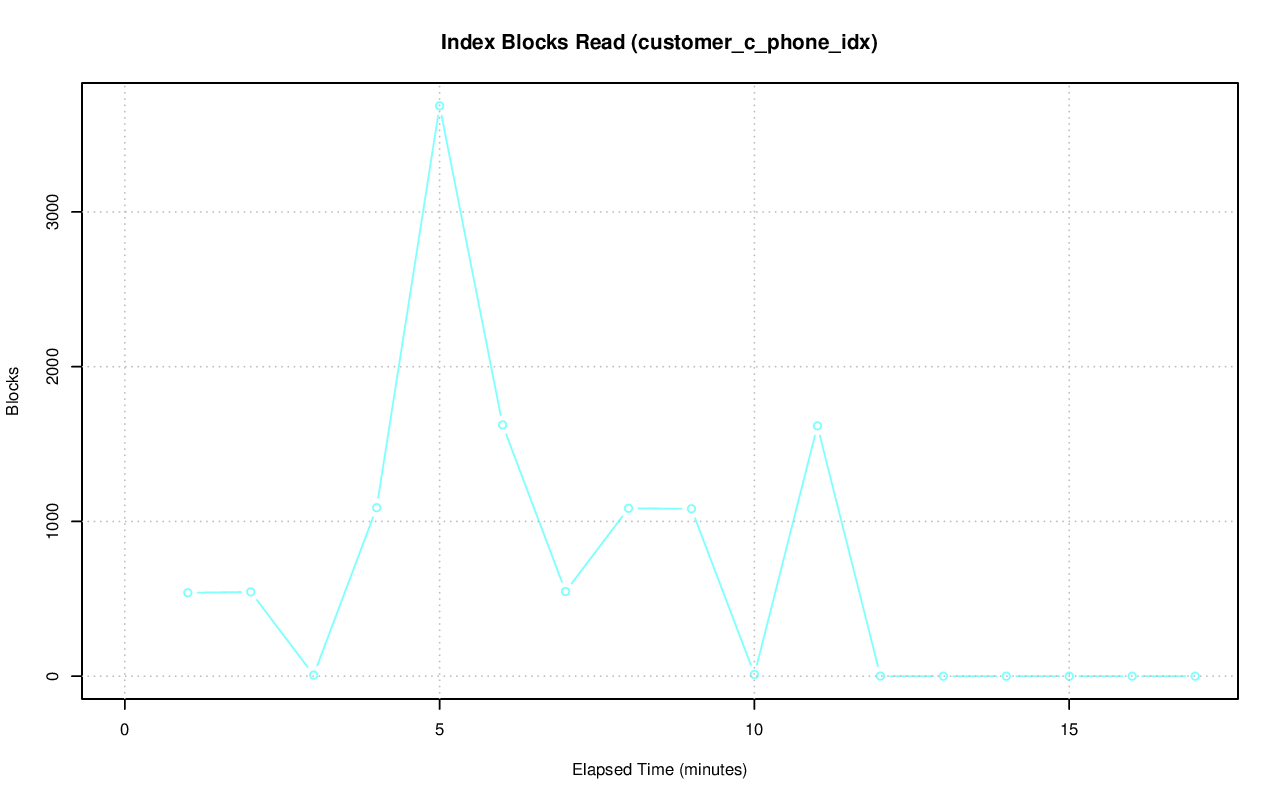 Index Blocks Read (customer_c_phone_idx)
Blocks
3000
2000
1000
0
0 5 10 15
Elapsed Time (minutes)